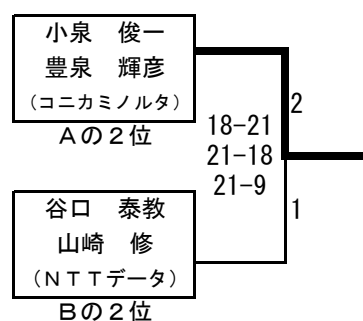 小泉　俊一
豊泉　輝彦
（コニカミノルタ）
Ａの２位
18-21
21-18
21-9
2
1
谷口　泰教
山崎　修
（ＮＴＴデータ）
Ｂの２位